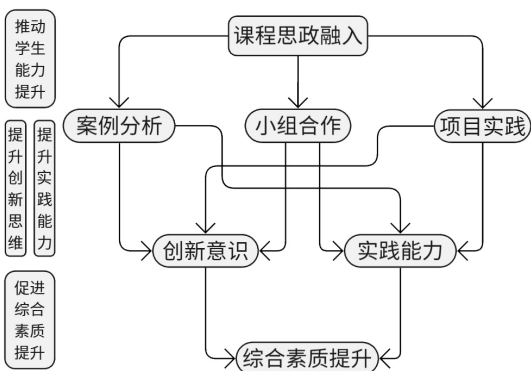 推动
学生
能力
提升
提升创新思维
提升实践能力
促进
综合
素质
提升
课程思政融入
案例分析
小组合作
项目实践
创新意识
实践能力
综合素质提升